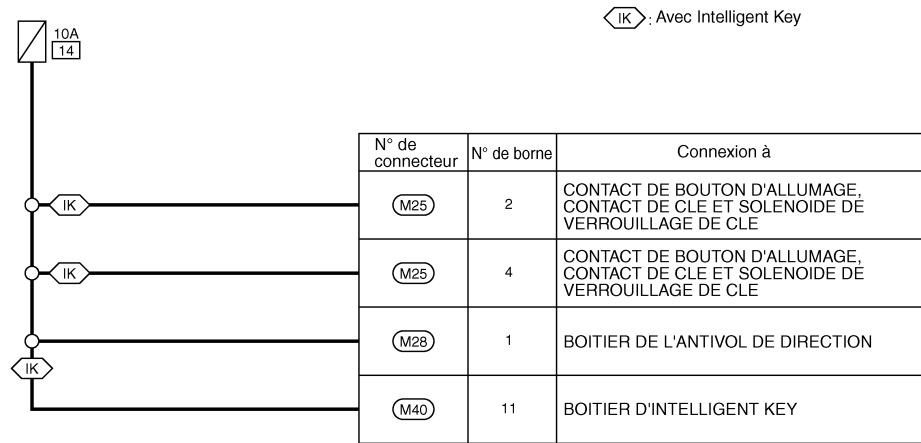 IK : Avec Intelligent Key
10A
14
N° de connecteur N° de borne Connexion à
IK M25 2 CONTACT DE BOUTON D'ALLUMAGE,
CONTACT DE CLE ET SOLENOIDE DE
VERROUILLAGE DE CLE
IK M25 4 CONTACT DE BOUTON D'ALLUMAGE,
CONTACT DE CLE ET SOLENOIDE DE
VERROUILLAGE DE CLE
M28 1 BOITIER DE L'ANTIVOL DE DIRECTION
IK
M40 11 BOITIER D'INTELLIGENT KEY